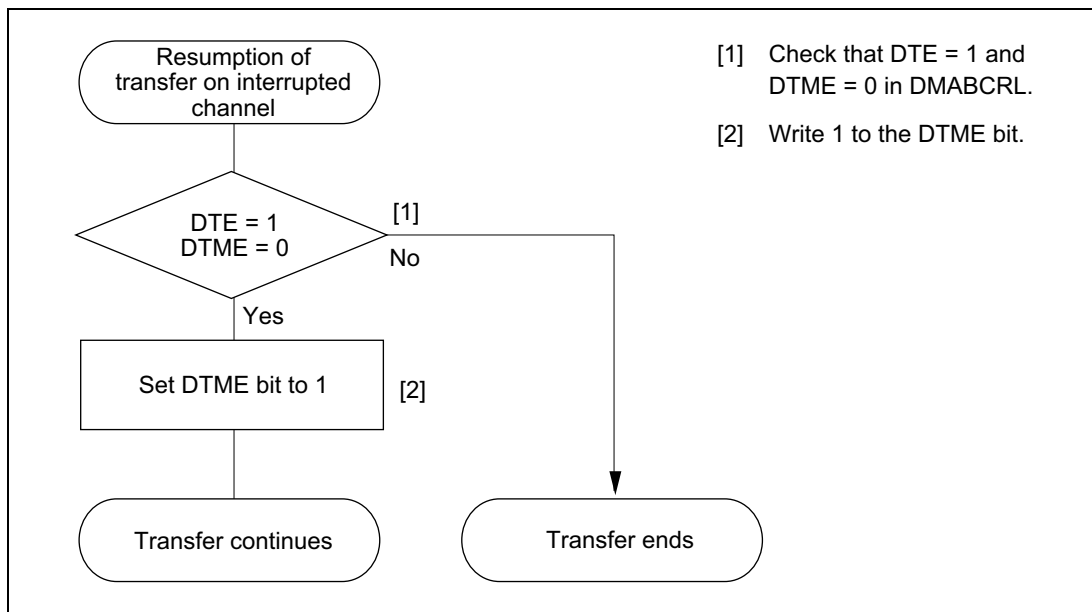 Resumption of
transfer on interrupted
channel
DTE = 1
DTME = 0
[1]
No
Yes
Set DTME bit to 1
[2]
Transfer continues
Transfer ends
[1] Check that DTE = 1 and
DTME = 0 in DMABCRL.
[2] Write 1 to the DTME bit.